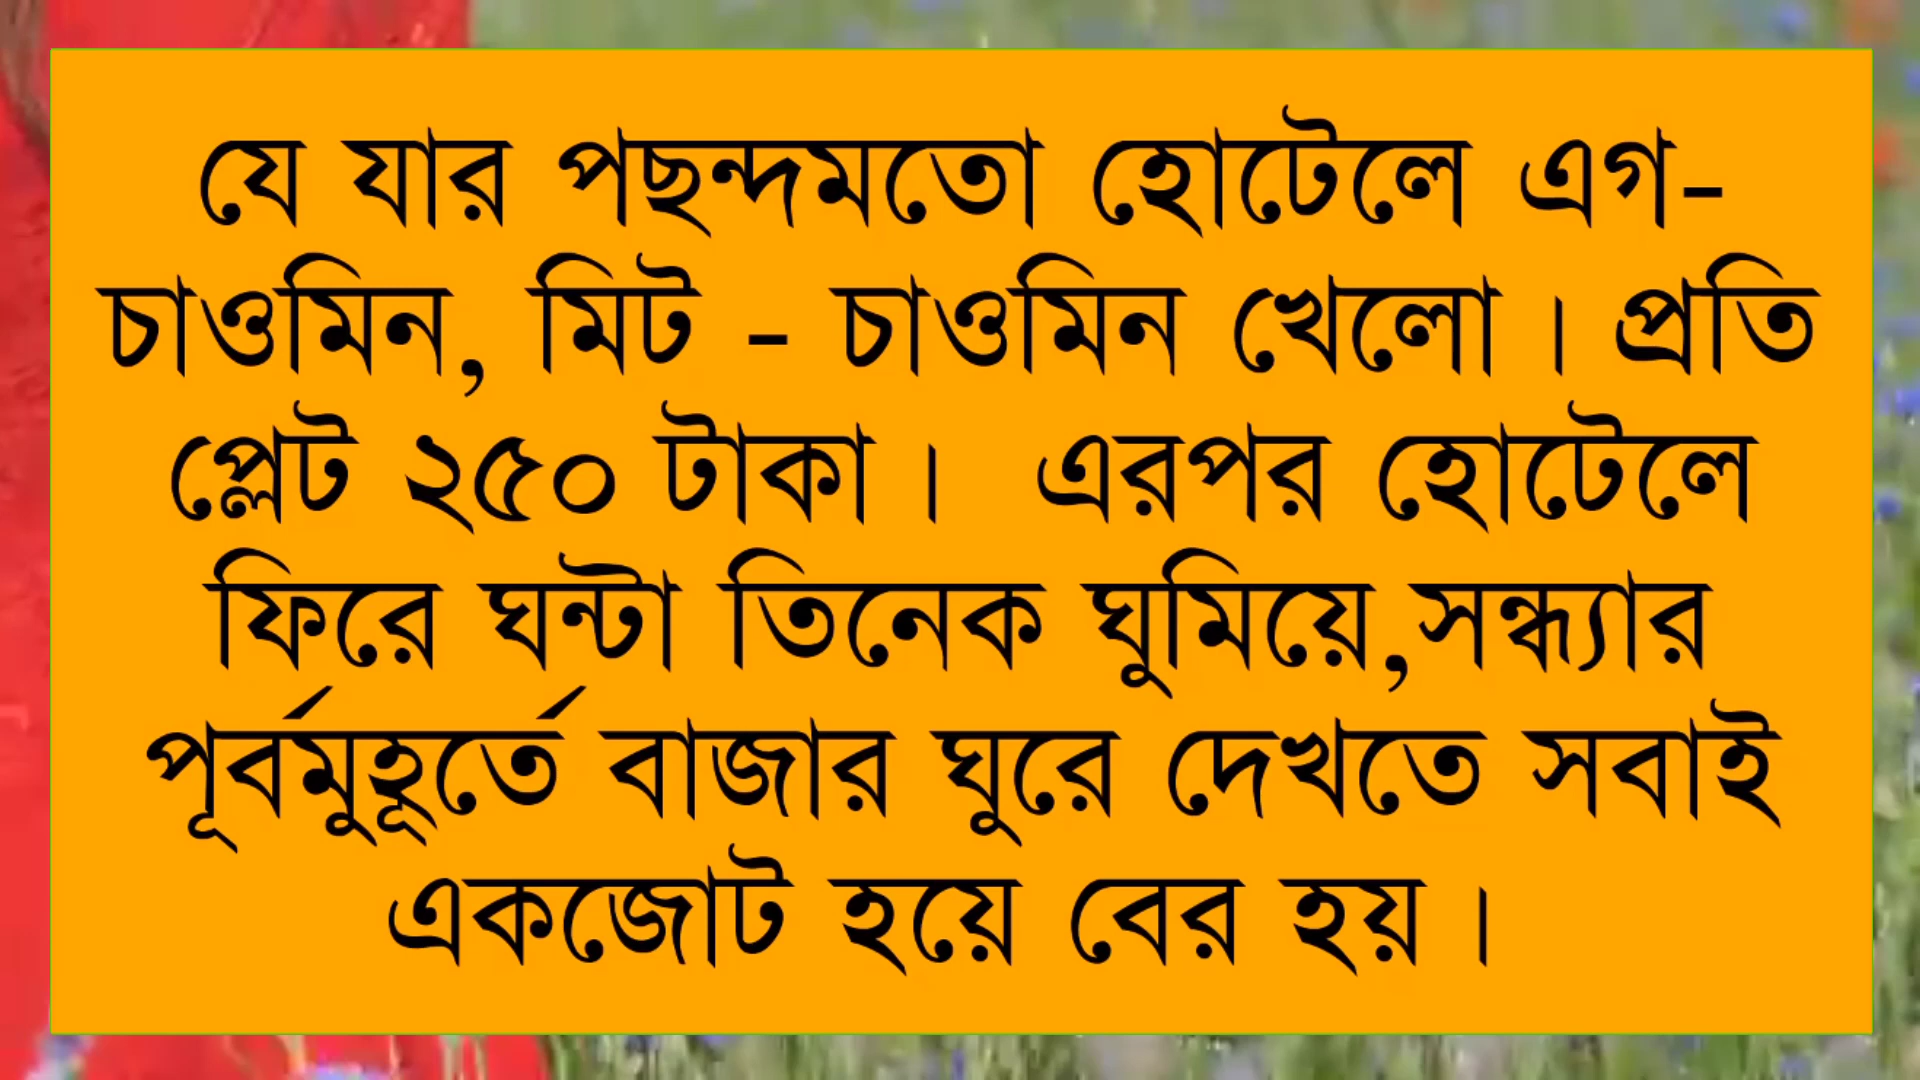 যে যার পছন্দমতো হোটেলে এগ-
চাওমিন, মিট - চাওমিন খেলো । প্রতি
প্লেট ২৫০ টাকা । এরপর হোটেলে
ফিরে ঘন্টা তিনেক ঘুমিয়ে,সন্ধ্যার
পূর্বমুহূর্তে বাজার ঘুরে দেখতে সবাই
একজোট হয়ে বের হয় ।